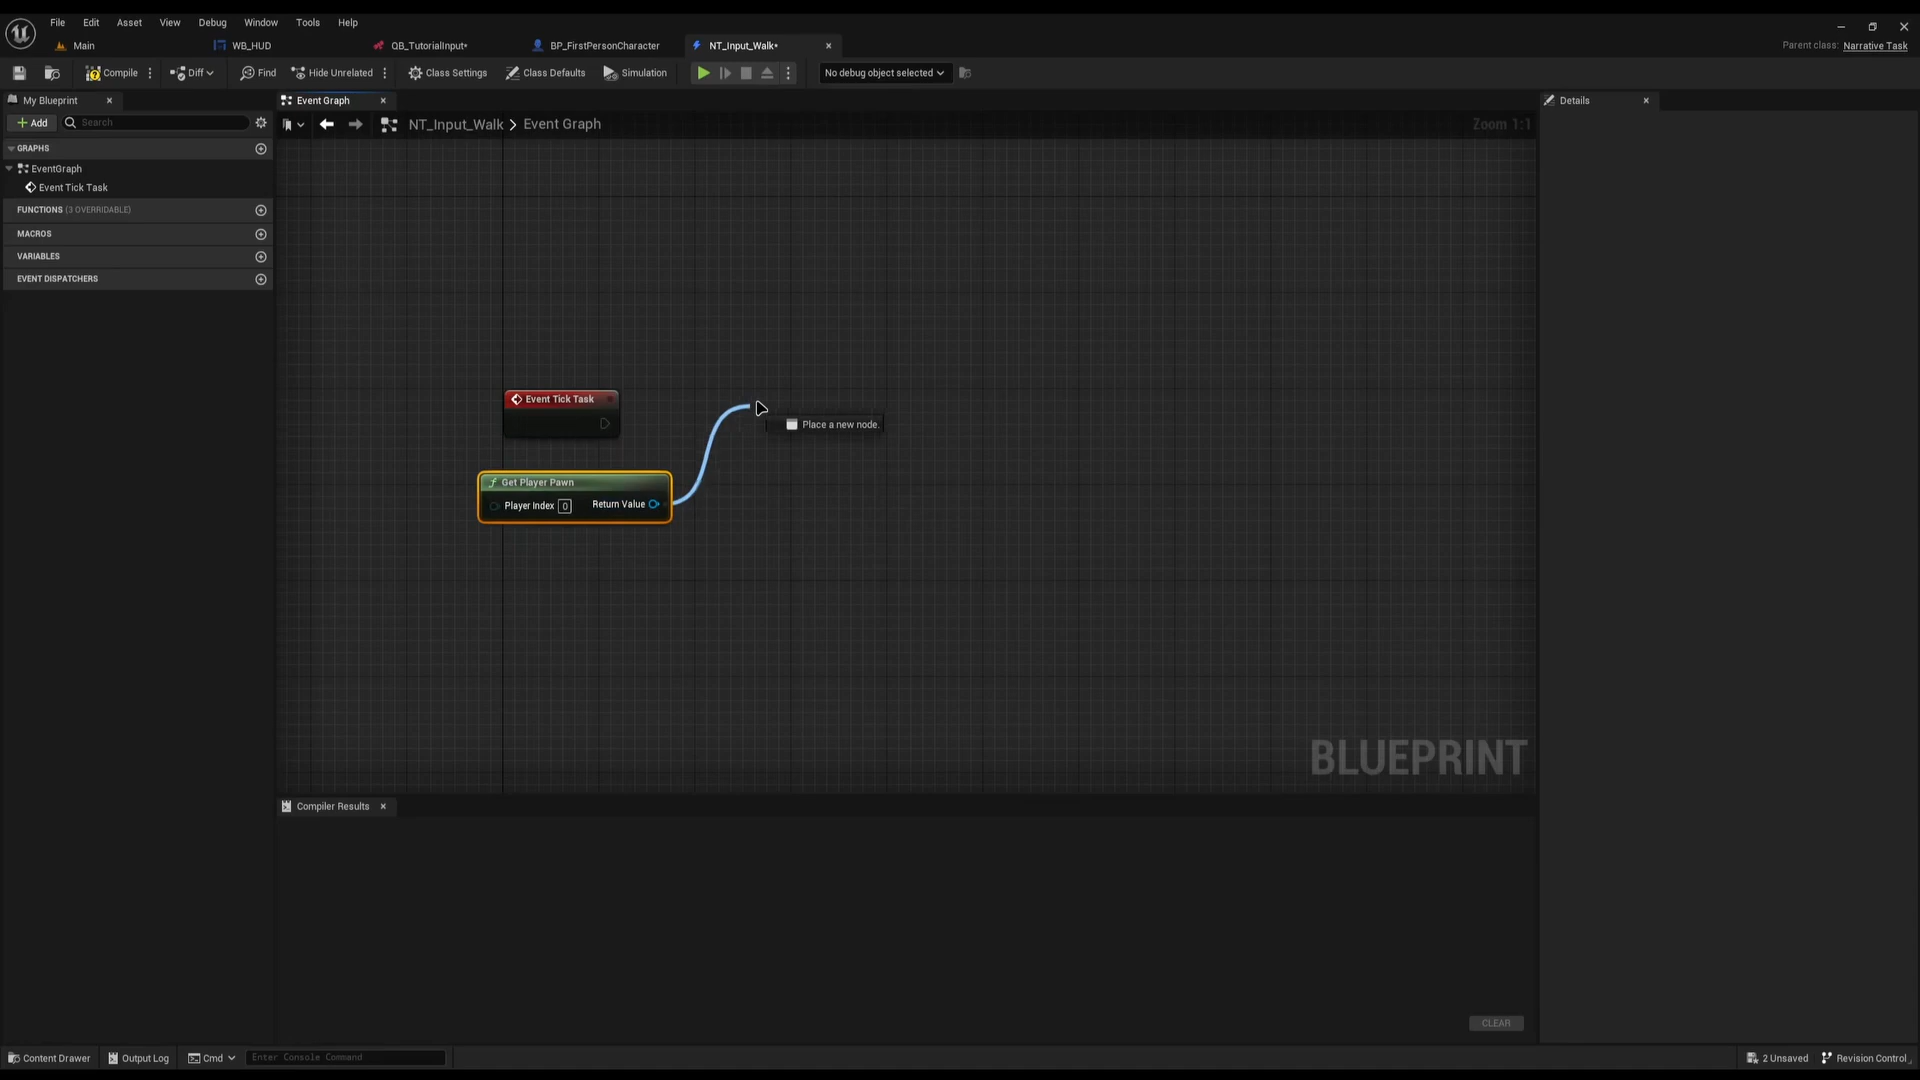 File Edit Asset View Debug Window Tools Help
Main WB_HUD QB_TutorialInput* BP_FirstPersonCharacter NT_Input_Walk* Parent class: Narrative Task
Compile Diff Find Hide Unrelated Class Settings Class Defaults Simulation No debug object selected
My Blueprint Event Graph Details
Add Search NT_Input_Walk > Event Graph Zoom 1:1
GRAPHS
EventGraph
Event Tick Task
FUNCTIONS (3 OVERRIDABLE)
MACROS
VARIABLES
EVENT DISPATCHERS
Event Tick Task
Place a new node.
Get Player Pawn
Player Index 0 Return Value
BLUEPRINT
Compiler Results
CLEAR
Content Drawer Output Log Cmd Enter Console Command 2 Unsaved Revision Control